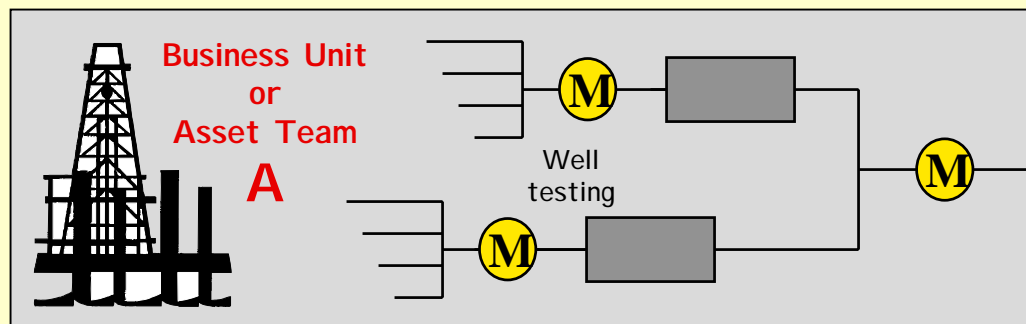 Business Unit
or
Asset Team
A
M
Well
testing
M
M